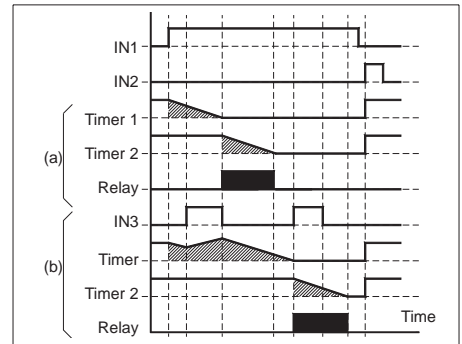 IN1
IN2
Timer 1
(a)
Timer 2
Relay
IN3
Timer
(b)
Timer 2
Time
Relay